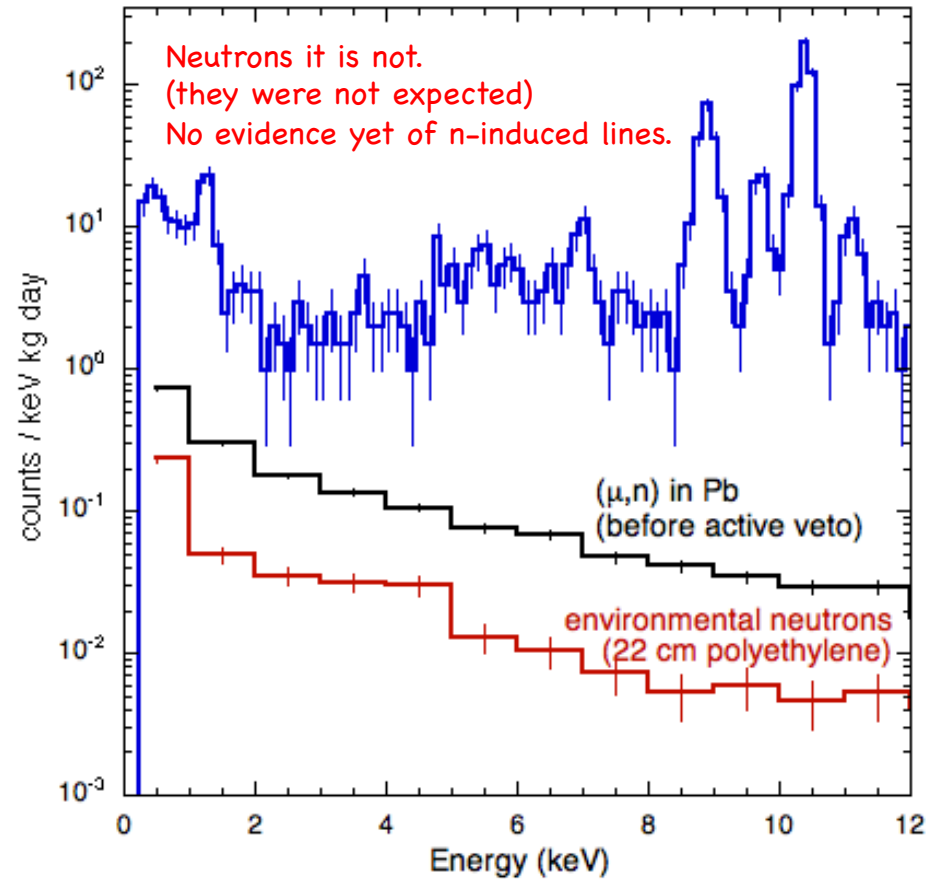 Neutrons it is not.
(they were not expected)
No evidence yet of n-induced lines.
10²
10¹
10⁰
10⁻¹
10⁻²
10⁻³
counts / keV kg day
(μ,n) in Pb
(before active veto)
environmental neutrons
(22 cm polyethylene)
0 2 4 6 8 10 12
Energy (keV)